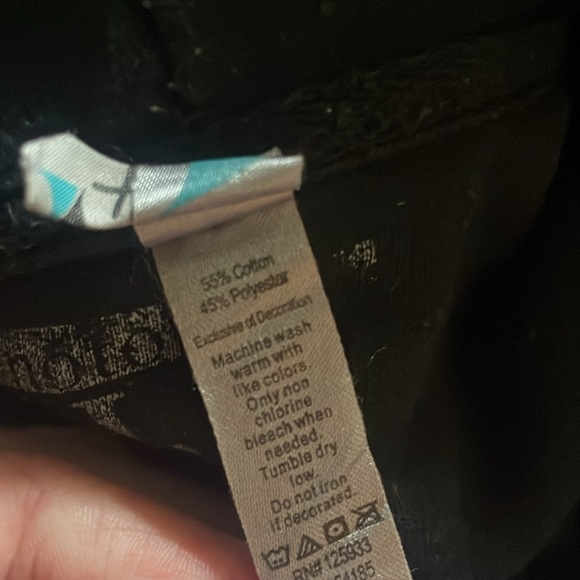 55% Cotton
45% Polyester
Exclusive of Decoration
Machine wash
warm with
like colors.
Only non
chlorine
bleach when
needed.
Tumble dry
low.
Do not iron
if decorated.
RN# 125933
54185